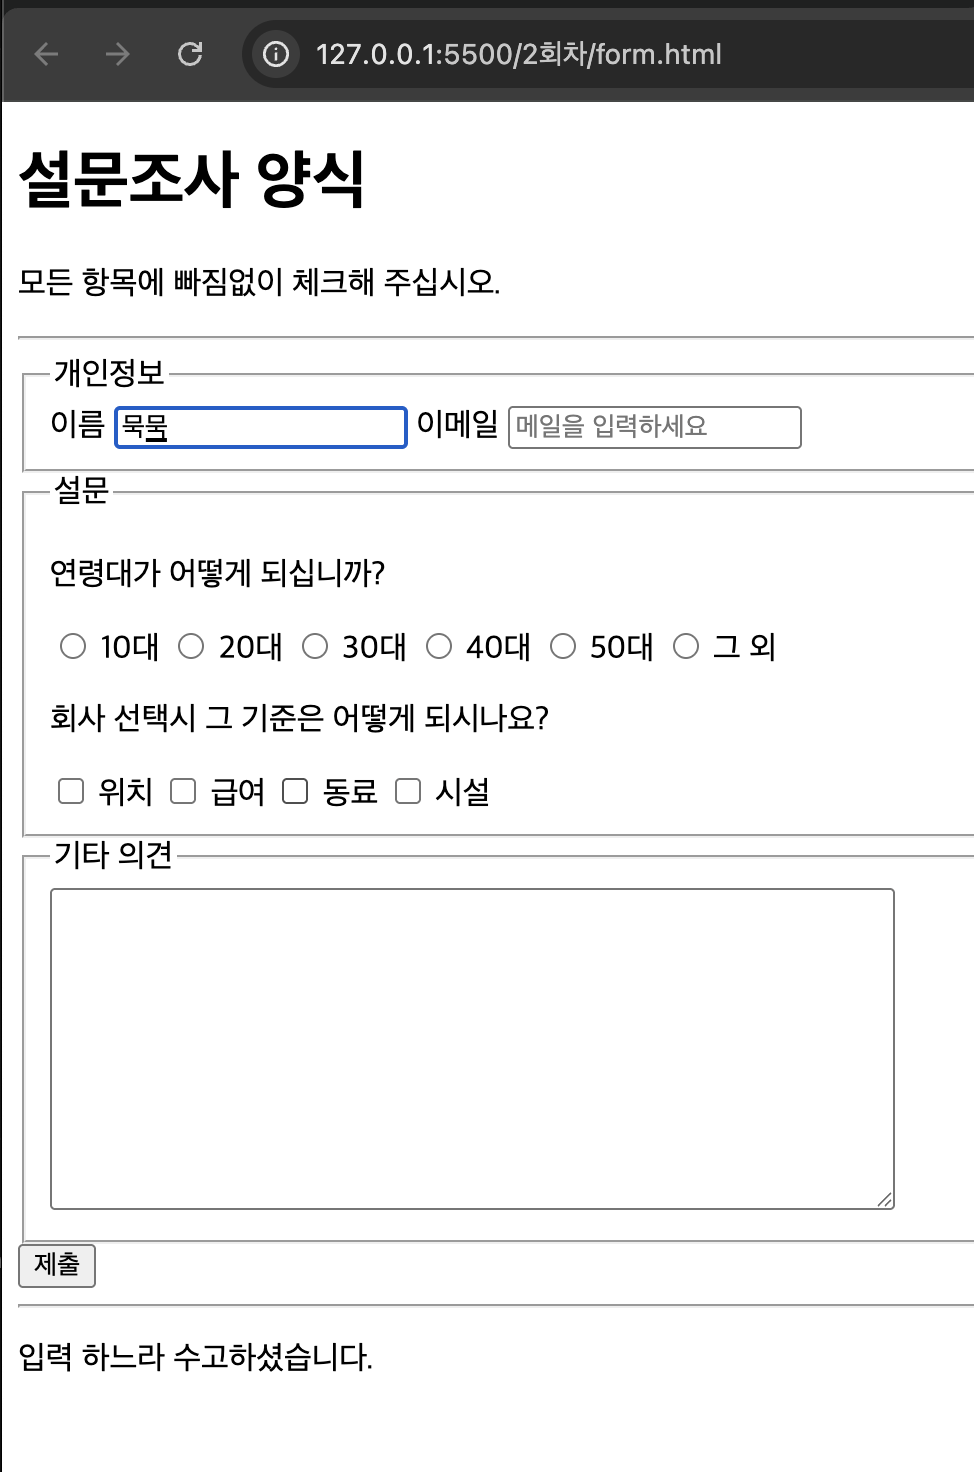 127.0.0.1:5500/2회차/form.html
설문조사 양식
모든 항목에 빠짐없이 체크해 주십시오.
개인정보
이름 묵묵 이메일 메일을 입력하세요
설문
연령대가 어떻게 되십니까?
10대 20대 30대 40대 50대 그 외
회사 선택시 그 기준은 어떻게 되시나요?
위치 급여 동료 시설
기타 의견
제출
입력 하느라 수고하셨습니다.